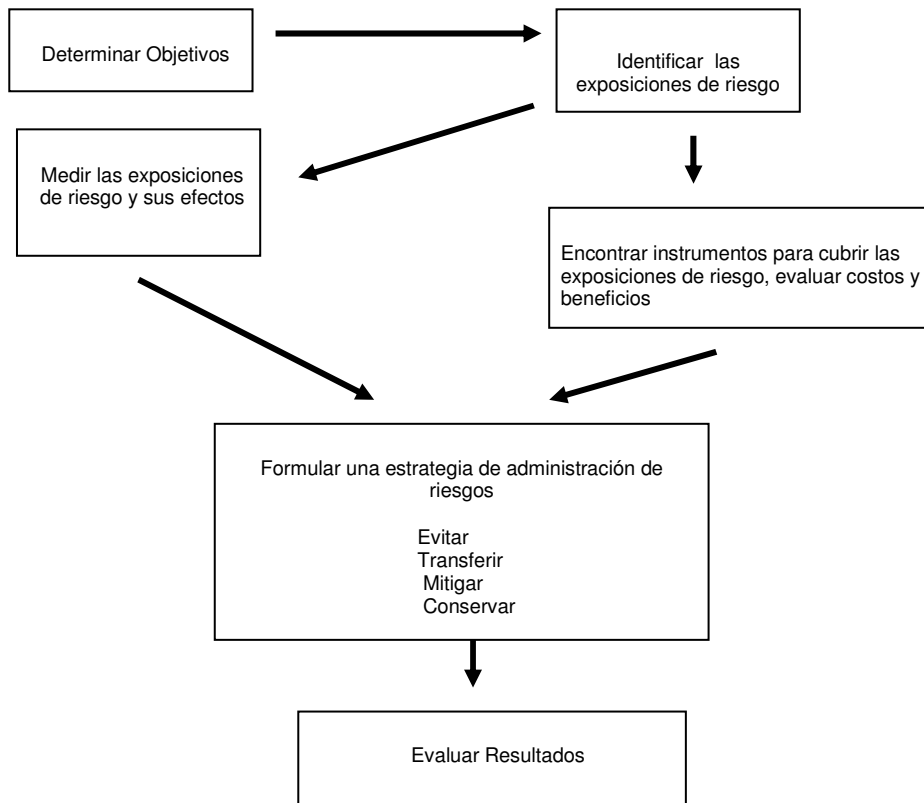 Determinar Objetivos
Identificar las
exposiciones de riesgo
Medir las exposiciones
de riesgo y sus efectos
Encontrar instrumentos para cubrir las
exposiciones de riesgo, evaluar costos y
beneficios
Formular una estrategia de administración de
riesgos
Evitar
Transferir
Mitigar
Conservar
Evaluar Resultados